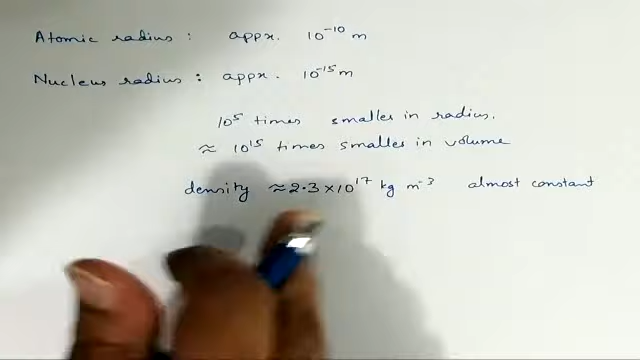 Atomic radius : appx. 10⁻¹⁰ m
Nucleus radius : appx. 10⁻¹⁵ m
10⁵ times smaller in radius.
≈ 10¹⁵ times smaller in volume
density ≈ 2.3 × 10¹⁷ kg m⁻³ almost constant